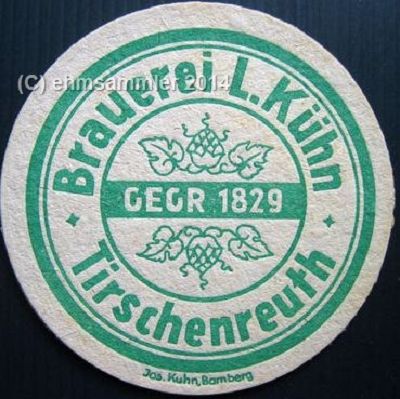 (C) ehmsammler 2014
Brauerei L. Kühn
GEGR 1829
Tirschenreuth
Jos. Kuhn, Bamberg